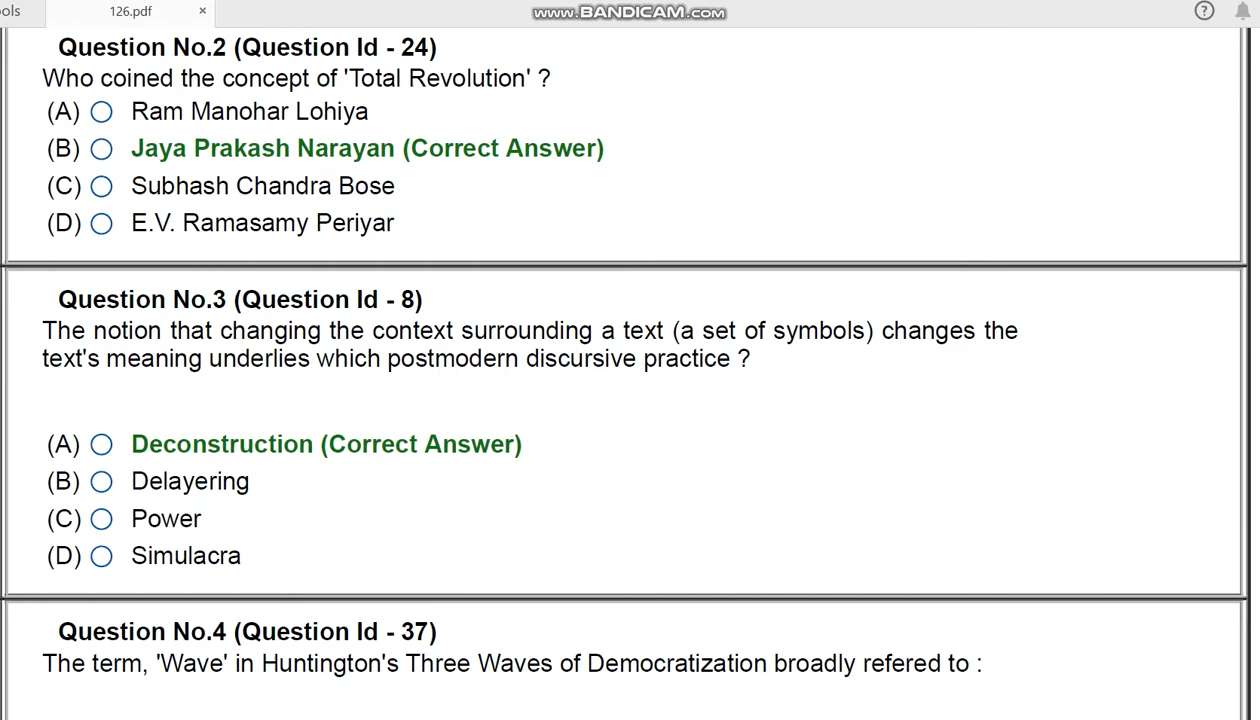 ols
126.pdf
×
www.BANDICAM.com
?
Question No.2 (Question Id - 24)
Who coined the concept of 'Total Revolution' ?
(A) Ram Manohar Lohiya
(B) Jaya Prakash Narayan (Correct Answer)
(C) Subhash Chandra Bose
(D) E.V. Ramasamy Periyar
Question No.3 (Question Id - 8)
The notion that changing the context surrounding a text (a set of symbols) changes the
text's meaning underlies which postmodern discursive practice ?
(A) Deconstruction (Correct Answer)
(B) Delayering
(C) Power
(D) Simulacra
Question No.4 (Question Id - 37)
The term, 'Wave' in Huntington's Three Waves of Democratization broadly refered to :